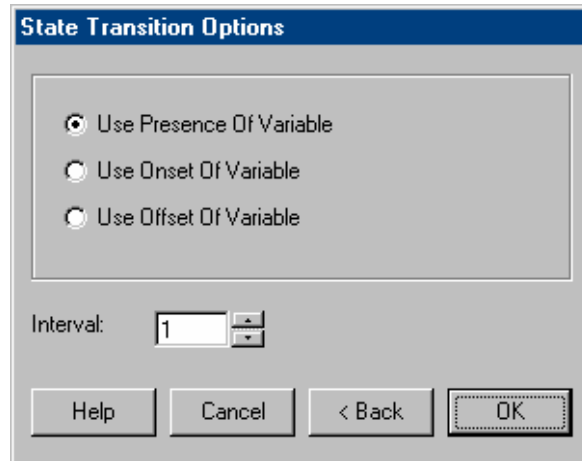 State Transition Options
Use Presence Of Variable
Use Onset Of Variable
Use Offset Of Variable
Interval: 1
Help Cancel < Back OK